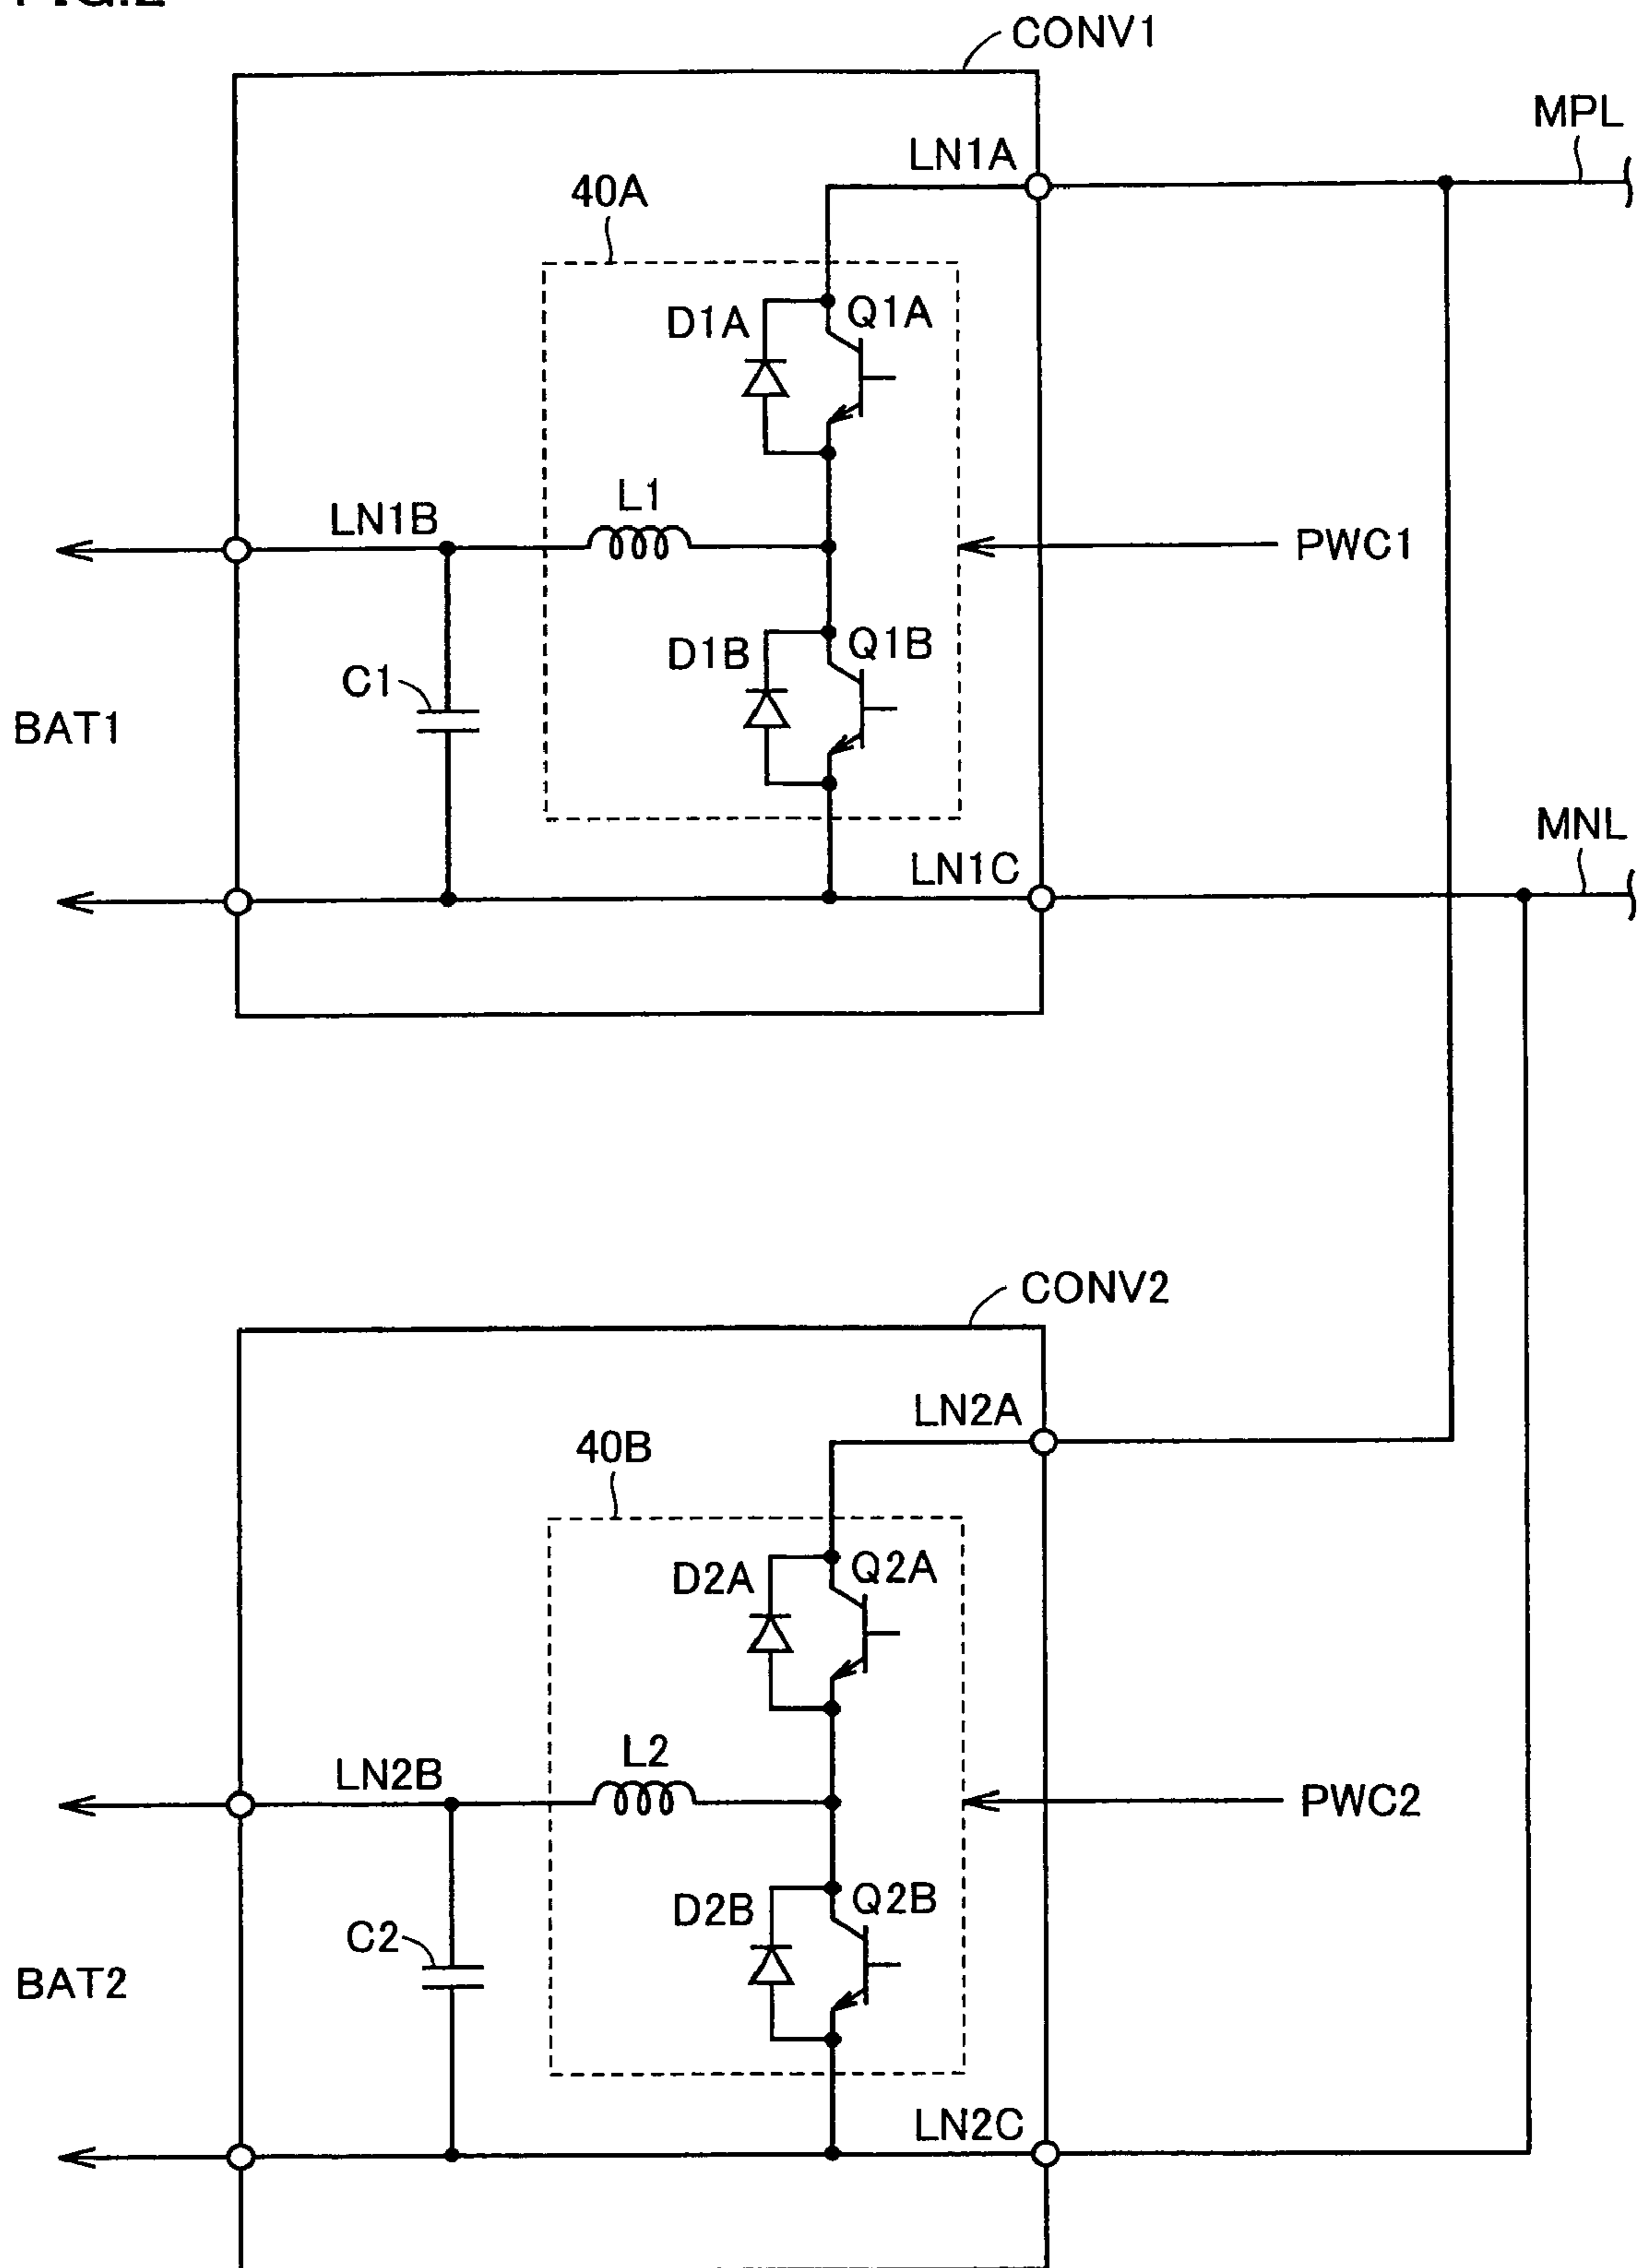 CONV1
MPL
LN1A
40A
D1A
Q1A
L1
LN1B
PWC1
D1B
Q1B
C1
BAT1
MNL
LN1C
CONV2
LN2A
40B
D2A
Q2A
L2
LN2B
PWC2
D2B
Q2B
C2
BAT2
LN2C